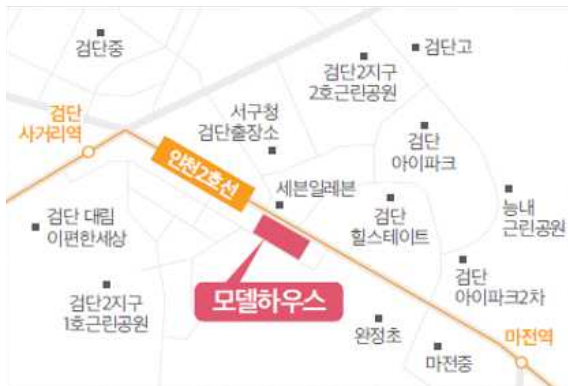 검단중
검단고
검단2지구
2호근린공원
검단
사거리역
서구청
검단출장소
검단
아이파크
인천2호선
세븐일레븐
검단
힐스테이트
능내
근린공원
검단 대림
이편한세상
검단
아이파크2차
검단2지구
1호근린공원
모델하우스
완정초
마전역
마전중